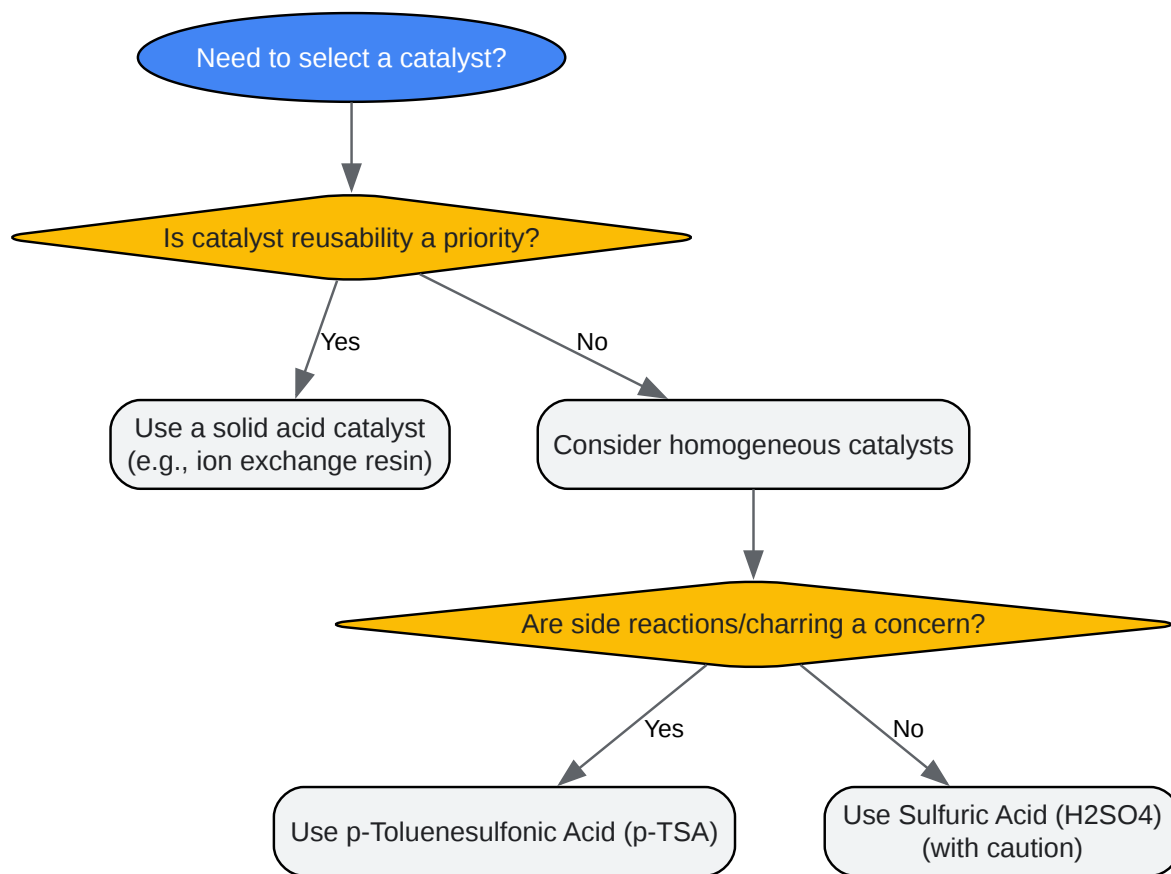 Need to select a catalyst?
Is catalyst reusability a priority?
Yes
No
Use a solid acid catalyst
(e.g., ion exchange resin)
Consider homogeneous catalysts
Are side reactions/charring a concern?
Yes
No
Use p-Toluenesulfonic Acid (p-TSA)
Use Sulfuric Acid (H2SO4)
(with caution)